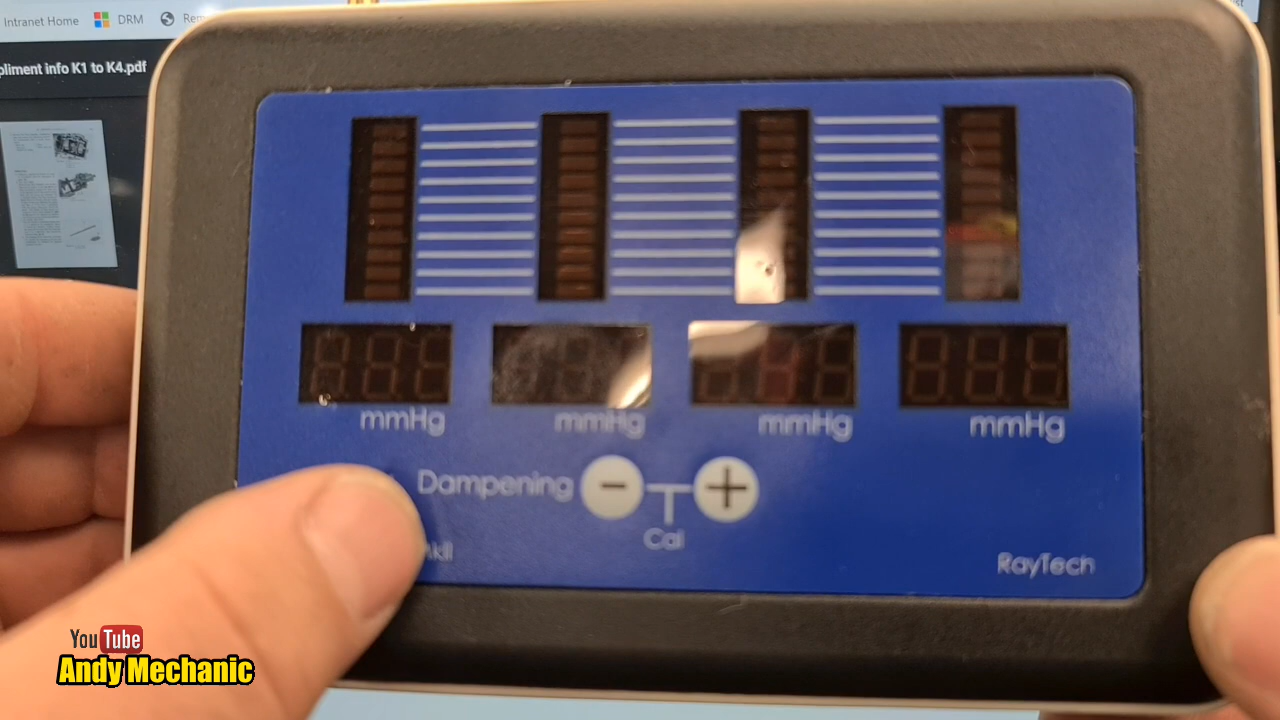 Intranet Home DRM
pliment info K1 to K4.pdf
mmHg mmHg mmHg mmHg
Dampening - +
Cal
RayTech
YouTube
Andy Mechanic